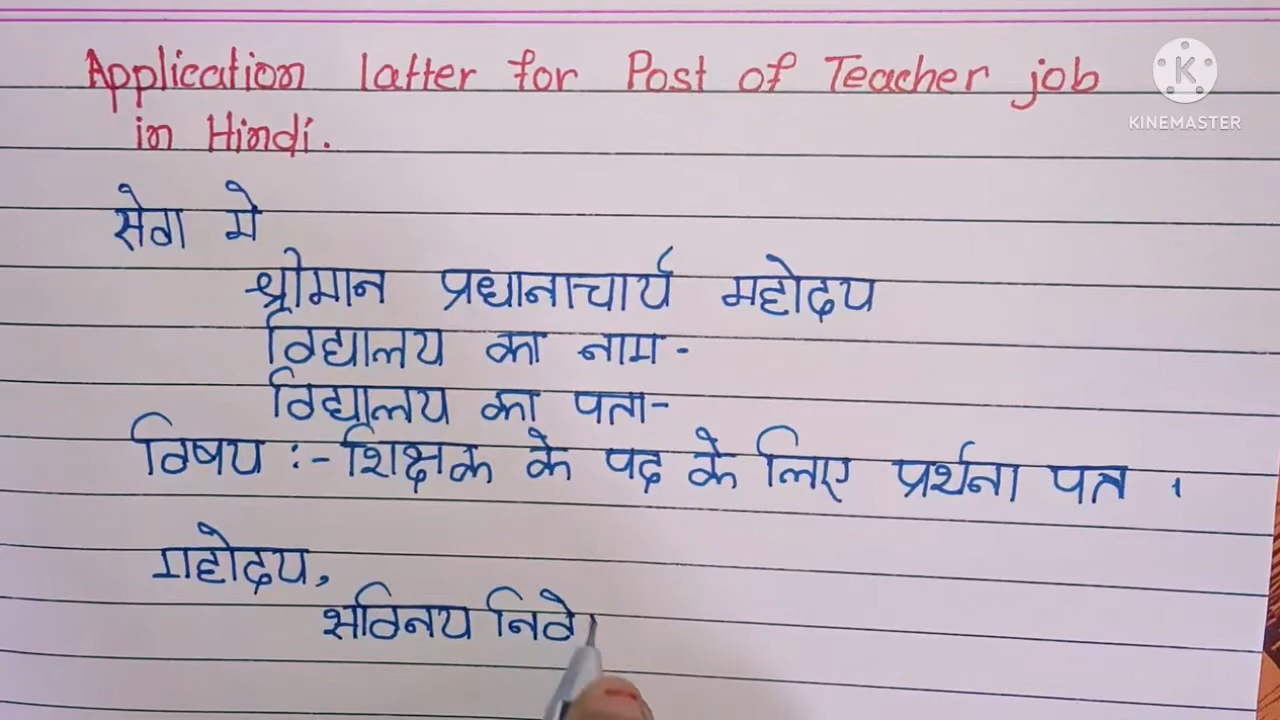 Application latter for Post of Teacher job
in Hindi.
KINEMASTER
सेवा मे
श्रीमान प्रधानाचार्य महोदय
विद्यालय का नाम -
विद्यालय का पता-
विषय :- शिक्षक के पद के लिए प्रर्थना पत्र ।
महोदय,
सविनय निवे